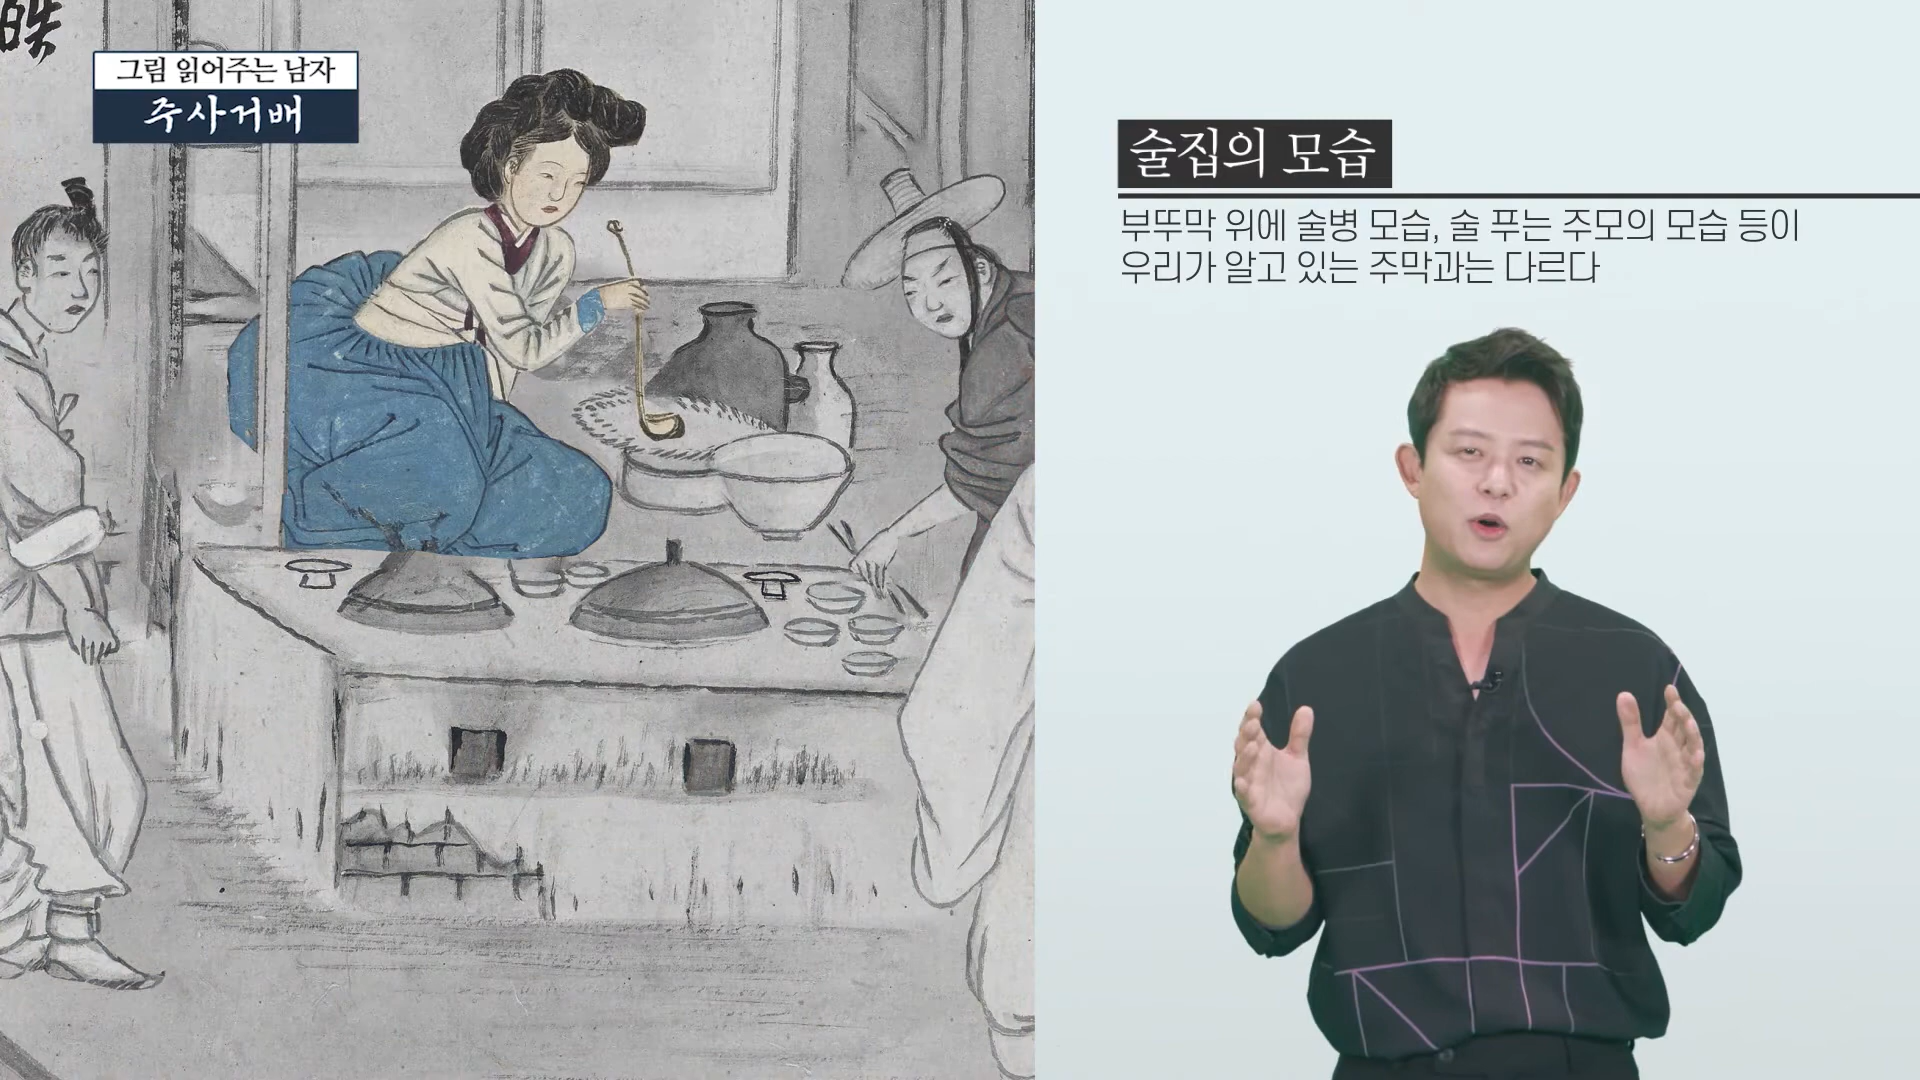 그림 읽어주는 남자
주사거배
술집의 모습
부뚜막 위에 술병 모습, 술 푸는 주모의 모습 등이
우리가 알고 있는 주막과는 다르다